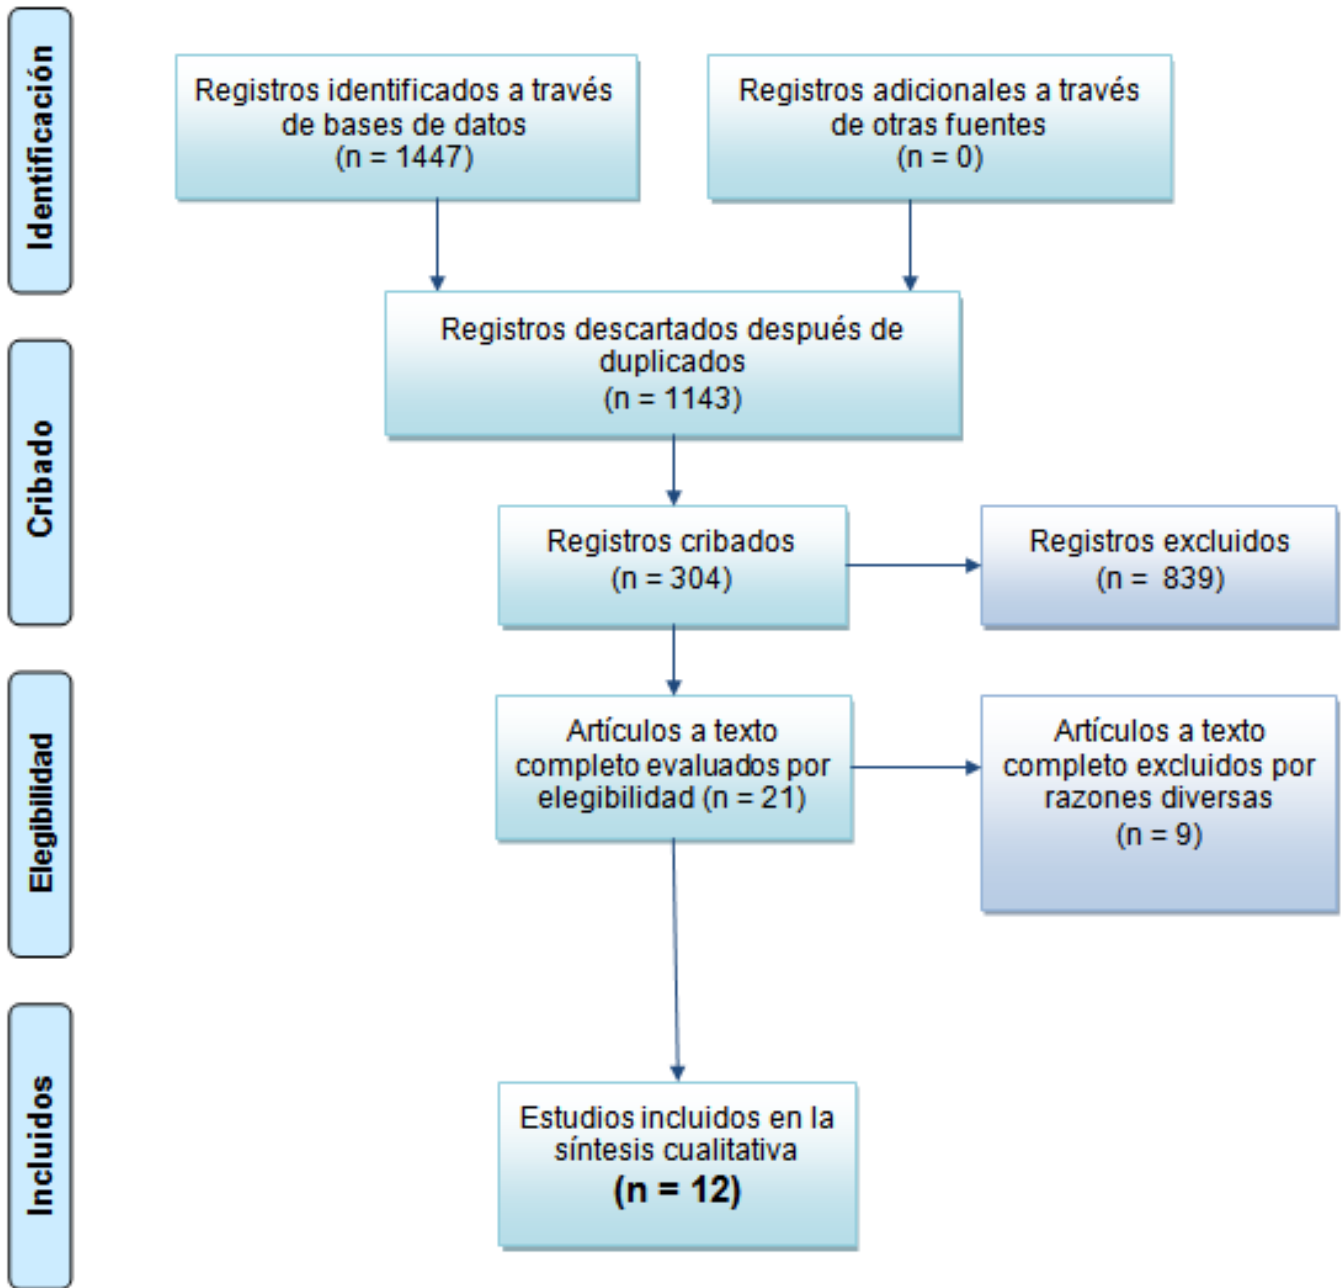 Identificación
Registros identificados a través
de bases de datos
(n = 1447)
Registros adicionales a través
de otras fuentes
(n = 0)
Cribado
Registros descartados después de
duplicados
(n = 1143)
Registros cribados
(n = 304)
Registros excluidos
(n = 839)
Elegibilidad
Artículos a texto
completo evaluados por
elegibilidad (n = 21)
Artículos a texto
completo excluidos por
razones diversas
(n = 9)
Incluidos
Estudios incluidos en la
síntesis cualitativa
(n = 12)